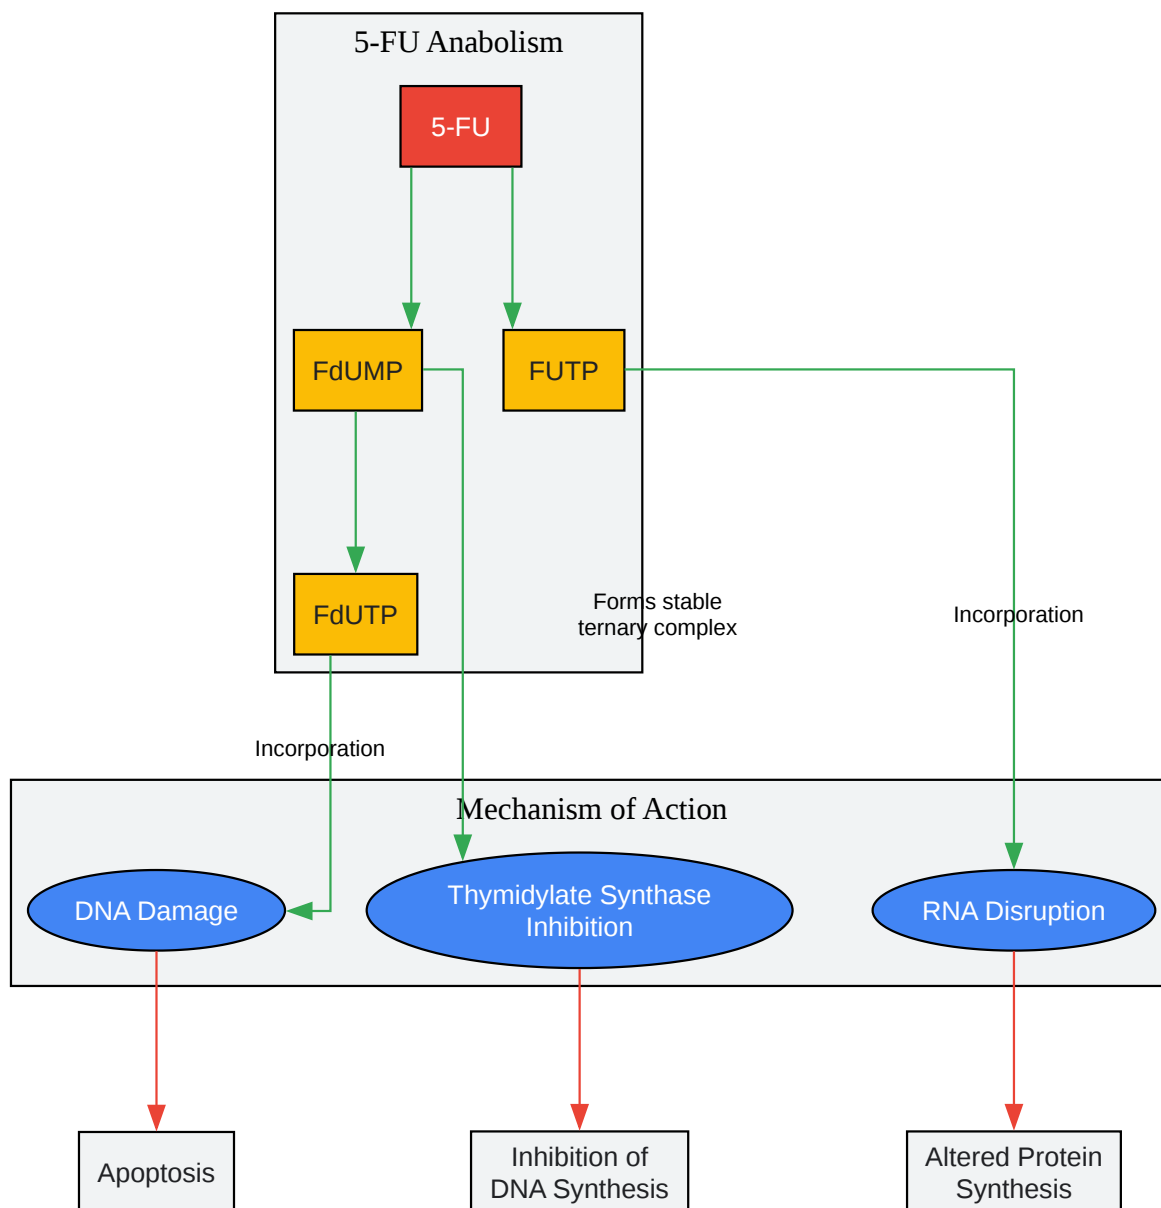 5-FU Anabolism
5-FU
FdUMP
FUTP
FdUTP
Forms stable
ternary complex
Incorporation
Incorporation
Mechanism of Action
DNA Damage
Thymidylate Synthase
Inhibition
RNA Disruption
Apoptosis
Inhibition of
DNA Synthesis
Altered Protein
Synthesis